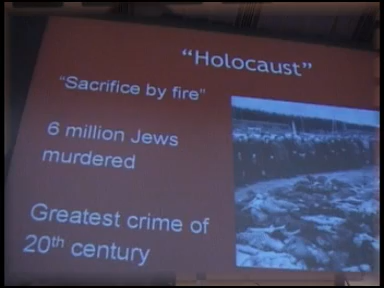 “Holocaust”
“Sacrifice by fire”
6 million Jews
murdered
Greatest crime of
20th century